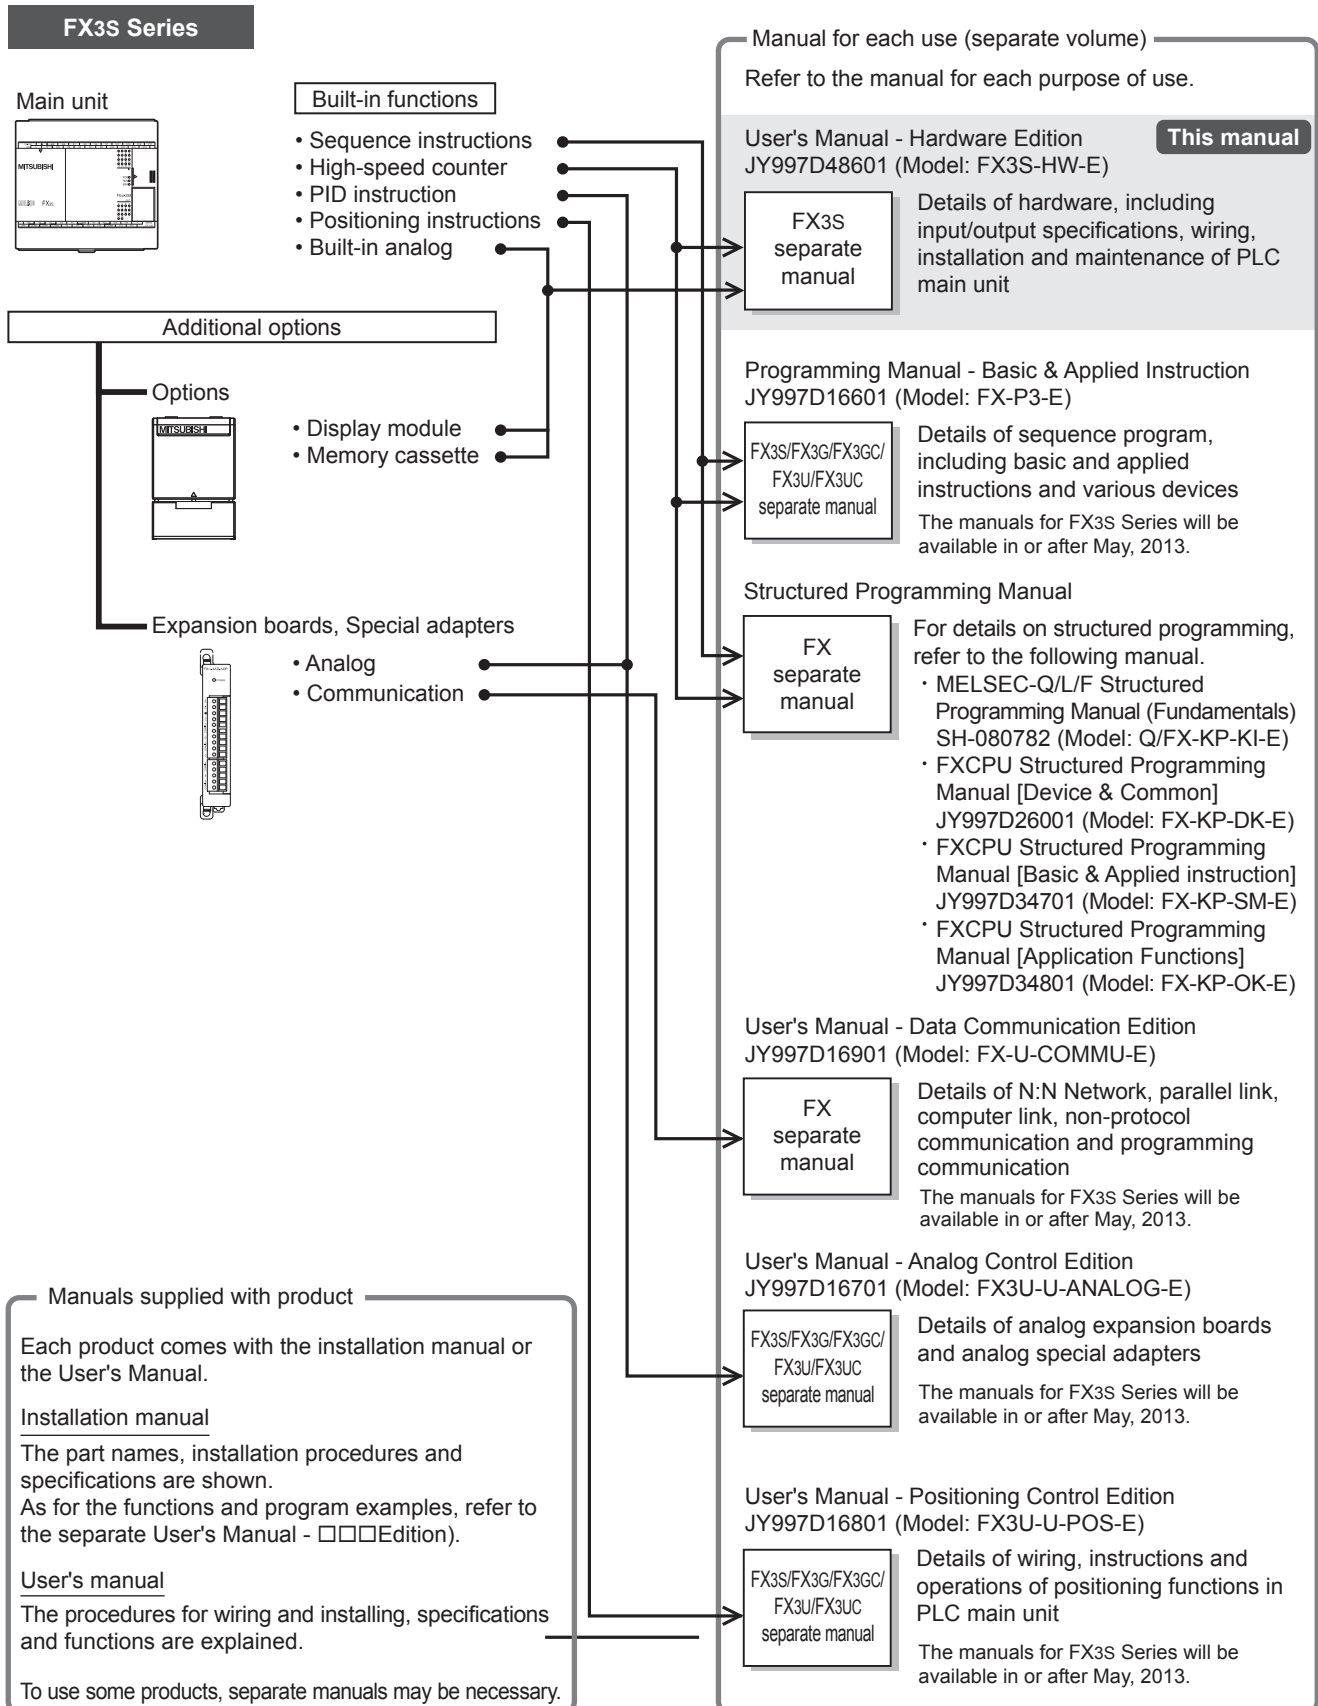 FX3S Series
Main unit
MITSUBISHI
FX3S
Built-in functions
• Sequence instructions
• High-speed counter
• PID instruction
• Positioning instructions
• Built-in analog
Additional options
Options
MITSUBISHI
• Display module
• Memory cassette
Expansion boards, Special adapters
• Analog
• Communication
Manuals supplied with product
Each product comes with the installation manual or
the User's Manual.
Installation manual
The part names, installation procedures and
specifications are shown.
As for the functions and program examples, refer to
the separate User's Manual - □□□Edition).
User's manual
The procedures for wiring and installing, specifications
and functions are explained.
To use some products, separate manuals may be necessary.
Manual for each use (separate volume)
Refer to the manual for each purpose of use.
User's Manual - Hardware Edition
This manual
JY997D48601 (Model: FX3S-HW-E)
FX3S
separate
manual
Details of hardware, including
input/output specifications, wiring,
installation and maintenance of PLC
main unit
Programming Manual - Basic & Applied Instruction
JY997D16601 (Model: FX-P3-E)
FX3S/FX3G/FX3GC/
FX3U/FX3UC
separate manual
Details of sequence program,
including basic and applied
instructions and various devices
The manuals for FX3S Series will be
available in or after May, 2013.
Structured Programming Manual
FX
separate
manual
For details on structured programming,
refer to the following manual.
・MELSEC-Q/L/F Structured
Programming Manual (Fundamentals)
SH-080782 (Model: Q/FX-KP-KI-E)
・FXCPU Structured Programming
Manual [Device & Common]
JY997D26001 (Model: FX-KP-DK-E)
・FXCPU Structured Programming
Manual [Basic & Applied instruction]
JY997D34701 (Model: FX-KP-SM-E)
・FXCPU Structured Programming
Manual [Application Functions]
JY997D34801 (Model: FX-KP-OK-E)
User's Manual - Data Communication Edition
JY997D16901 (Model: FX-U-COMMU-E)
FX
separate
manual
Details of N:N Network, parallel link,
computer link, non-protocol
communication and programming
communication
The manuals for FX3S Series will be
available in or after May, 2013.
User's Manual - Analog Control Edition
JY997D16701 (Model: FX3U-U-ANALOG-E)
FX3S/FX3G/FX3GC/
FX3U/FX3UC
separate manual
Details of analog expansion boards
and analog special adapters
The manuals for FX3S Series will be
available in or after May, 2013.
User's Manual - Positioning Control Edition
JY997D16801 (Model: FX3U-U-POS-E)
FX3S/FX3G/FX3GC/
FX3U/FX3UC
separate manual
Details of wiring, instructions and
operations of positioning functions in
PLC main unit
The manuals for FX3S Series will be
available in or after May, 2013.